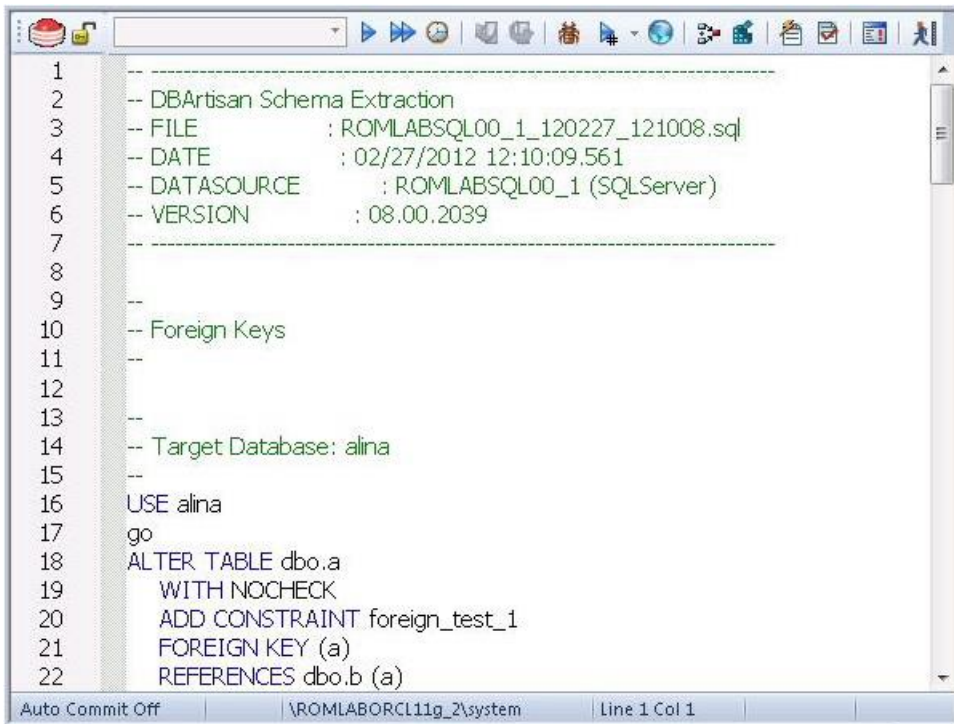 1 -- ------------------------------------------------------------------------------
2 -- DBArtisan Schema Extraction
3 -- FILE : ROMLABSQL00_1_120227_121008.sql
4 -- DATE : 02/27/2012 12:10:09.561
5 -- DATASOURCE : ROMLABSQL00_1 (SQLServer)
6 -- VERSION : 08.00.2039
7 -- ------------------------------------------------------------------------------
8
9 --
10 -- Foreign Keys
11 --
12
13 --
14 -- Target Database: alina
15 --
16 USE alina
17 go
18 ALTER TABLE dbo.a
19 WITH NOCHECK
20 ADD CONSTRAINT foreign_test_1
21 FOREIGN KEY (a)
22 REFERENCES dbo.b (a)
Auto Commit Off \ROMLABORCL11g_2\system Line 1 Col 1